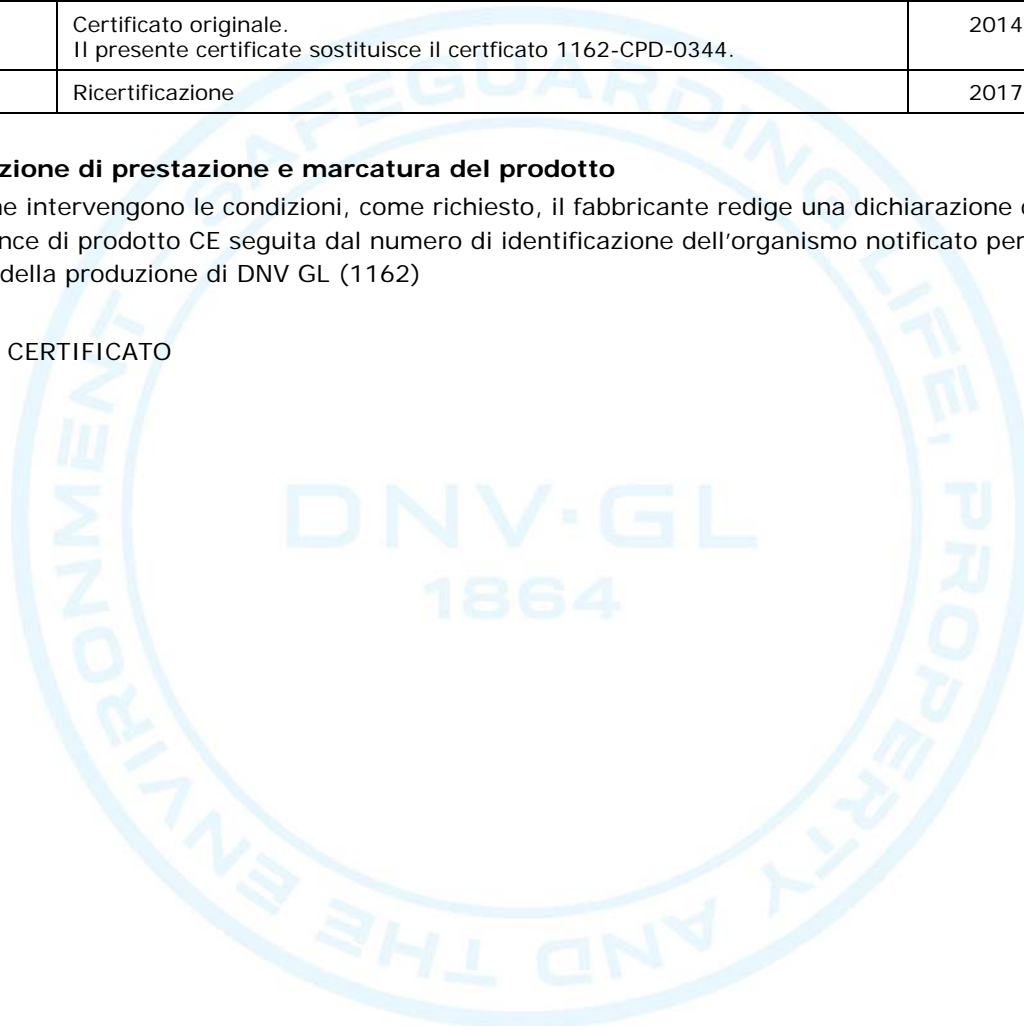 Certificato originale.
Il presente certificate sostituisce il certficato 1162-CPD-0344.
2014
Ricertificazione
2017
zione di prestazione e marcatura del prodotto
ne intervengono le condizioni, come richiesto, il fabbricante redige una dichiarazione
nce di prodotto CE seguita dal numero di identificazione dell'organismo notificato per
della produzione di DNV GL (1162)
CERTIFICATO
SAFEGUARDING LIFE, PROPERTY AND THE ENVIRONMENT
DNV·GL
1864